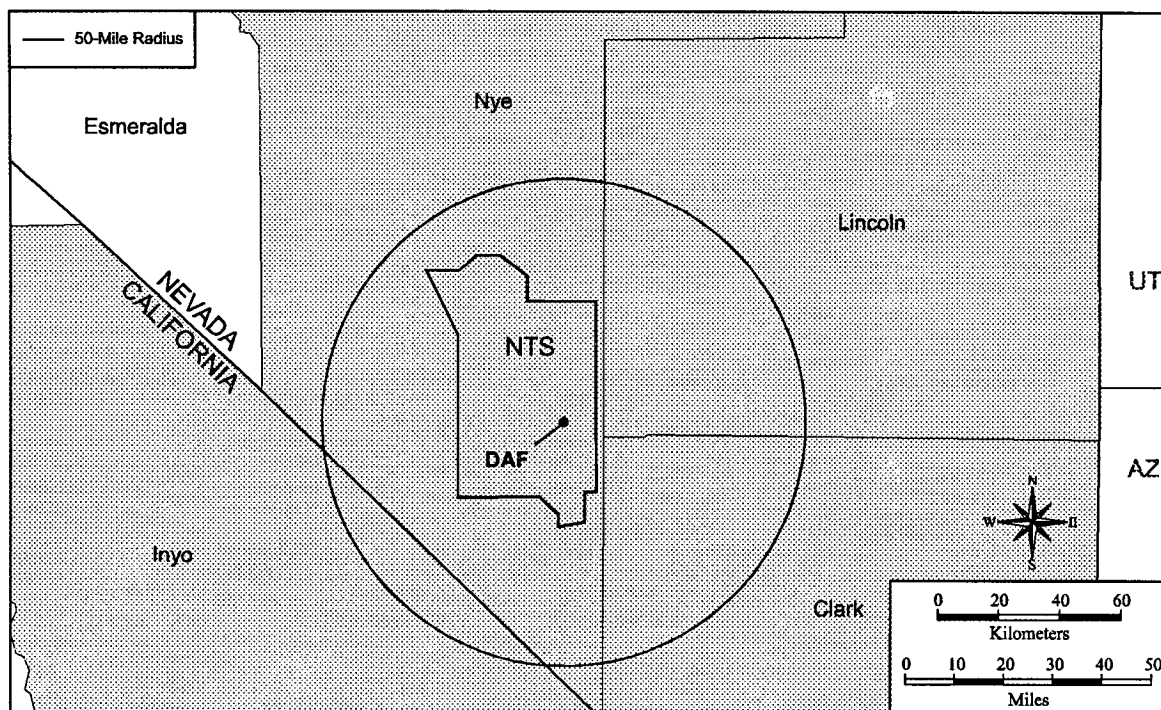 50-Mile Radius
Nye
Esmeralda
Lincoln
UT
NEVADA
CALIFORNIA
NTS
DAF
AZ
N
W
E
S
Inyo
Clark
0 20 40 60
Kilometers
0 10 20 30 40 50
Miles